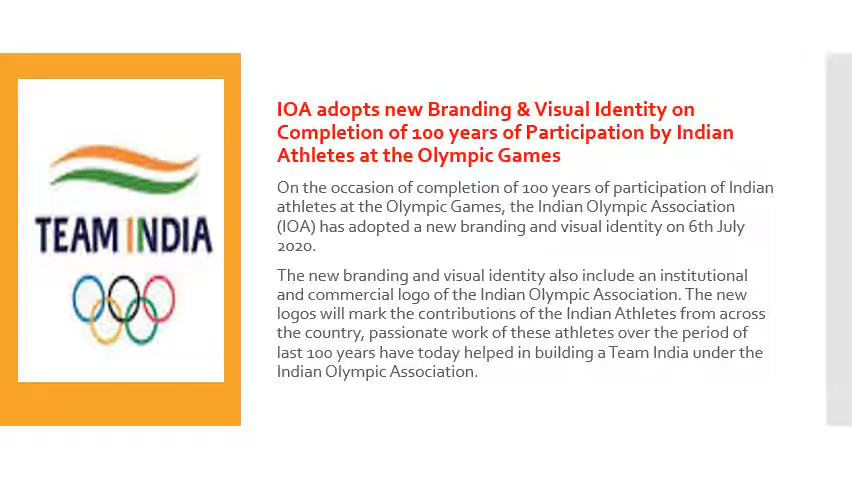 TEAM INDIA
IOA adopts new Branding & Visual Identity on
Completion of 100 years of Participation by Indian
Athletes at the Olympic Games
On the occasion of completion of 100 years of participation of Indian
athletes at the Olympic Games, the Indian Olympic Association
(IOA) has adopted a new branding and visual identity on 6th July
2020.
The new branding and visual identity also include an institutional
and commercial logo of the Indian Olympic Association. The new
logos will mark the contributions of the Indian Athletes from across
the country, passionate work of these athletes over the period of
last 100 years have today helped in building a Team India under the
Indian Olympic Association.